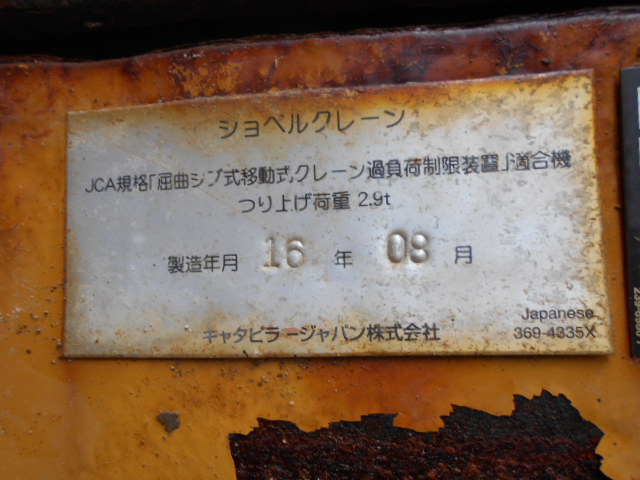 ショベルクレーン
JCA規格「屈曲ジブ式移動式クレーン過負荷制限装置」適合機
つり上げ荷重 2.9t
製造年月 16 年 08 月
キャタピラージャパン株式会社
Japanese
369-4335X